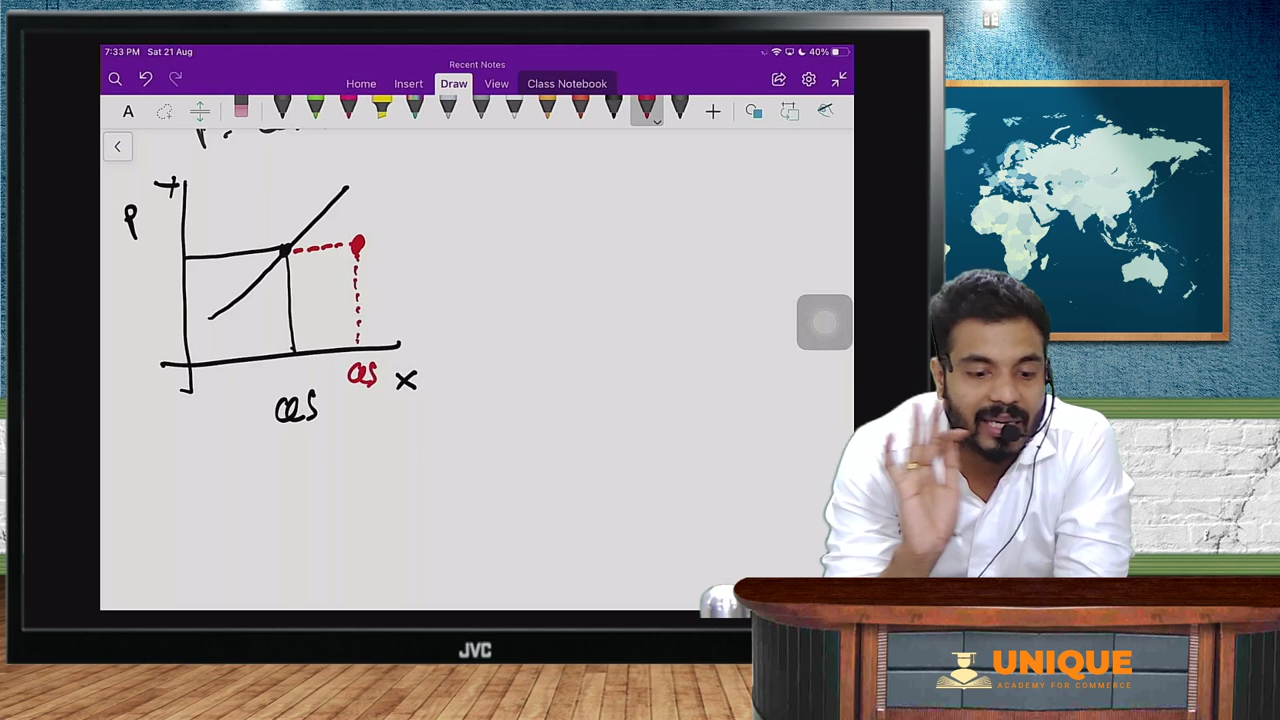 7:33 PM Sat 21 Aug
40%
Recent Notes
Home Insert Draw View Class Notebook
A
Y
P
QS
QS
X
JVC
UNIQUE
ACADEMY FOR COMMERCE